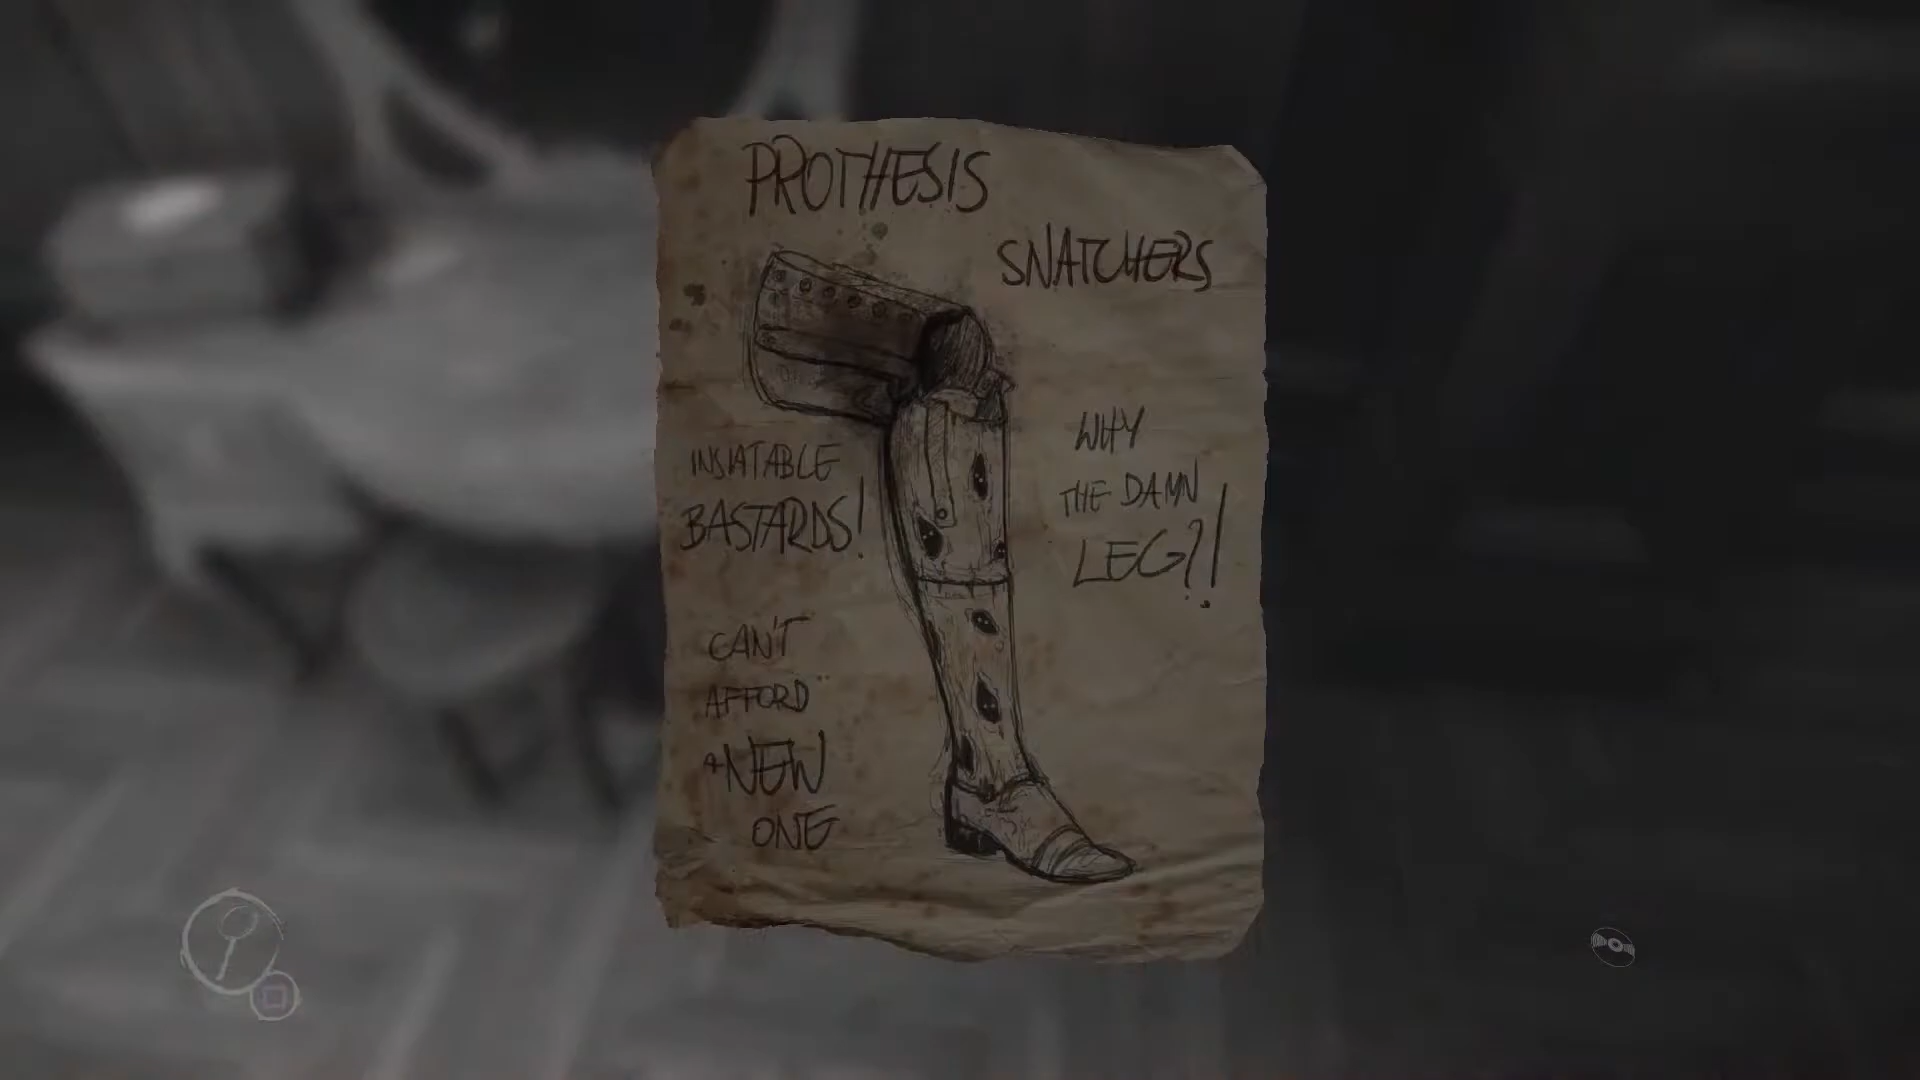 PROTHESIS
SNATCHERS
INSIATABLE
BASTARDS!
WHY
THE DAMN
LEG?!
CAN'T
AFFORD
A NEW
ONE